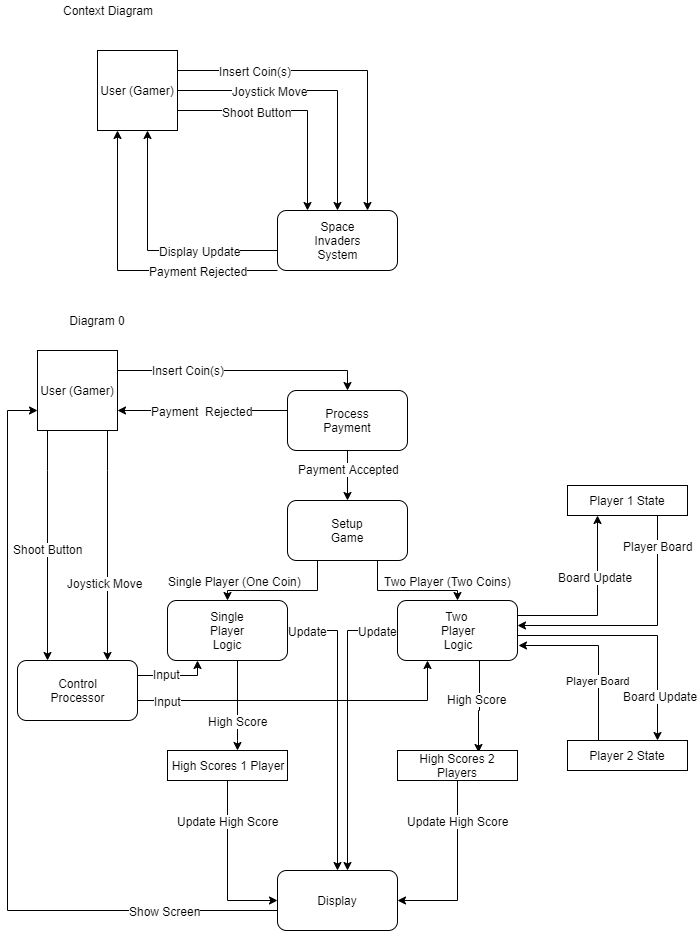 Context Diagram
User (Gamer)
Insert Coin(s)
Joystick Move
Shoot Button
Space
Invaders
System
Display Update
Payment Rejected
Diagram 0
User (Gamer)
Insert Coin(s)
Payment Rejected
Process
Payment
Payment Accepted
Setup
Game
Player 1 State
Shoot Button
Player Board
Joystick Move
Single Player (One Coin)
Two Player (Two Coins)
Board Update
Single
Player
Logic
Update
Update
Two
Player
Logic
Control
Processor
Input
Input
High Score
High Score
Player Board
Board Update
High Scores 1 Player
High Scores 2
Players
Player 2 State
Update High Score
Update High Score
Display
Show Screen